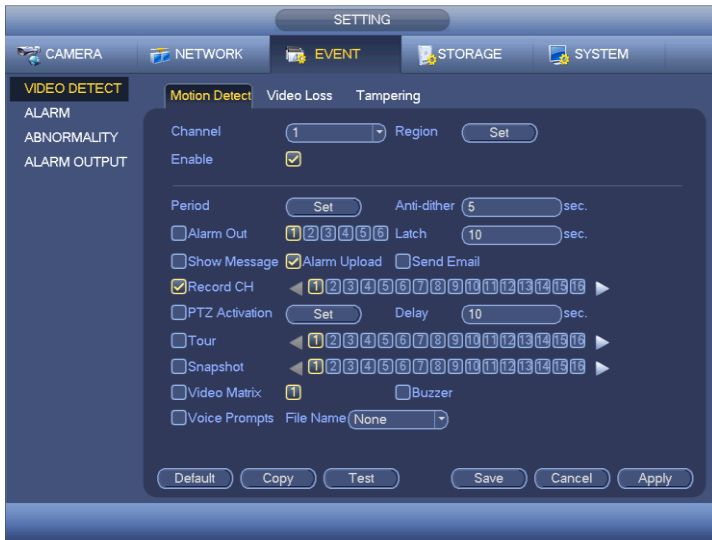 SETTING
CAMERA NETWORK EVENT STORAGE SYSTEM
VIDEO DETECT
ALARM
ABNORMALITY
ALARM OUTPUT
Motion Detect Video Loss Tampering
Channel 1 Region Set
Enable
Period Set Anti-dither 5 sec.
Alarm Out 1 2 3 4 5 6 Latch 10 sec.
Show Message Alarm Upload Send Email
Record CH 1 2 3 4 5 6 7 8 9 10 11 12 13 14 15 16
PTZ Activation Set Delay 10 sec.
Tour 1 2 3 4 5 6 7 8 9 10 11 12 13 14 15 16
Snapshot 1 2 3 4 5 6 7 8 9 10 11 12 13 14 15 16
Video Matrix 1 Buzzer
Voice Prompts File Name None
Default Copy Test Save Cancel Apply